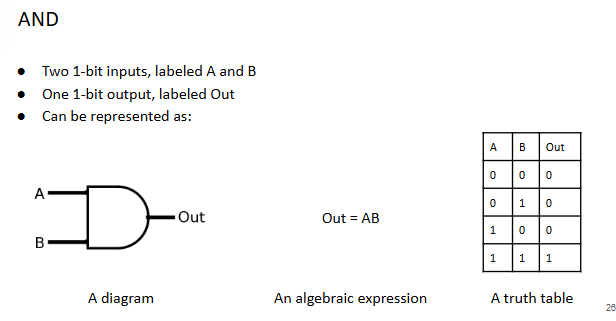 AND
● Two 1-bit inputs, labeled A and B
● One 1-bit output, labeled Out
● Can be represented as:
A
B
Out
Out = AB
A B Out
0 0 0
0 1 0
1 0 0
1 1 1
A diagram
An algebraic expression
A truth table
26